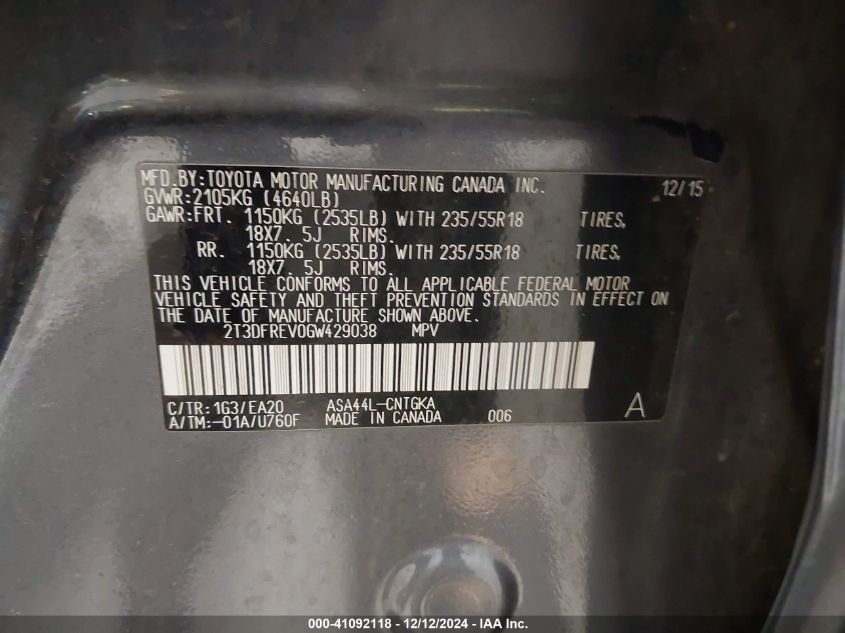 MFD.BY:TOYOTA MOTOR MANUFACTURING CANADA INC. 12/15
GVWR:2105KG (4640LB)
GAWR:FRT. 1150KG (2535LB) WITH 235/55R18 TIRES,
18X7. 5J RIMS.
RR. 1150KG (2535LB) WITH 235/55R18 TIRES,
18X7. 5J RIMS.
THIS VEHICLE CONFORMS TO ALL APPLICABLE FEDERAL MOTOR
VEHICLE SAFETY AND THEFT PREVENTION STANDARDS IN EFFECT ON
THE DATE OF MANUFACTURE SHOWN ABOVE.
2T3DFREV0GW429038 MPV
C/TR:1G3/EA20 ASA44L-CNTGKA A
A/TM:-01A/U760F MADE IN CANADA 006
000-41092118 - 12/12/2024 - IAA Inc.